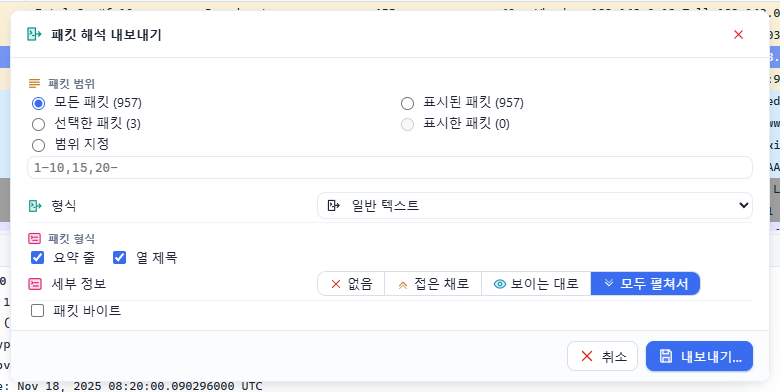 패킷 해석 내보내기
패킷 범위
모든 패킷 (957)
표시된 패킷 (957)
선택한 패킷 (3)
표시한 패킷 (0)
범위 지정
1-10,15,20-
형식
일반 텍스트
패킷 형식
요약 줄
열 제목
세부 정보
없음
접은 채로
보이는 대로
모두 펼쳐서
패킷 바이트
취소
내보내기…
e: Nov 18, 2025 08:20:00.090296000 UTC